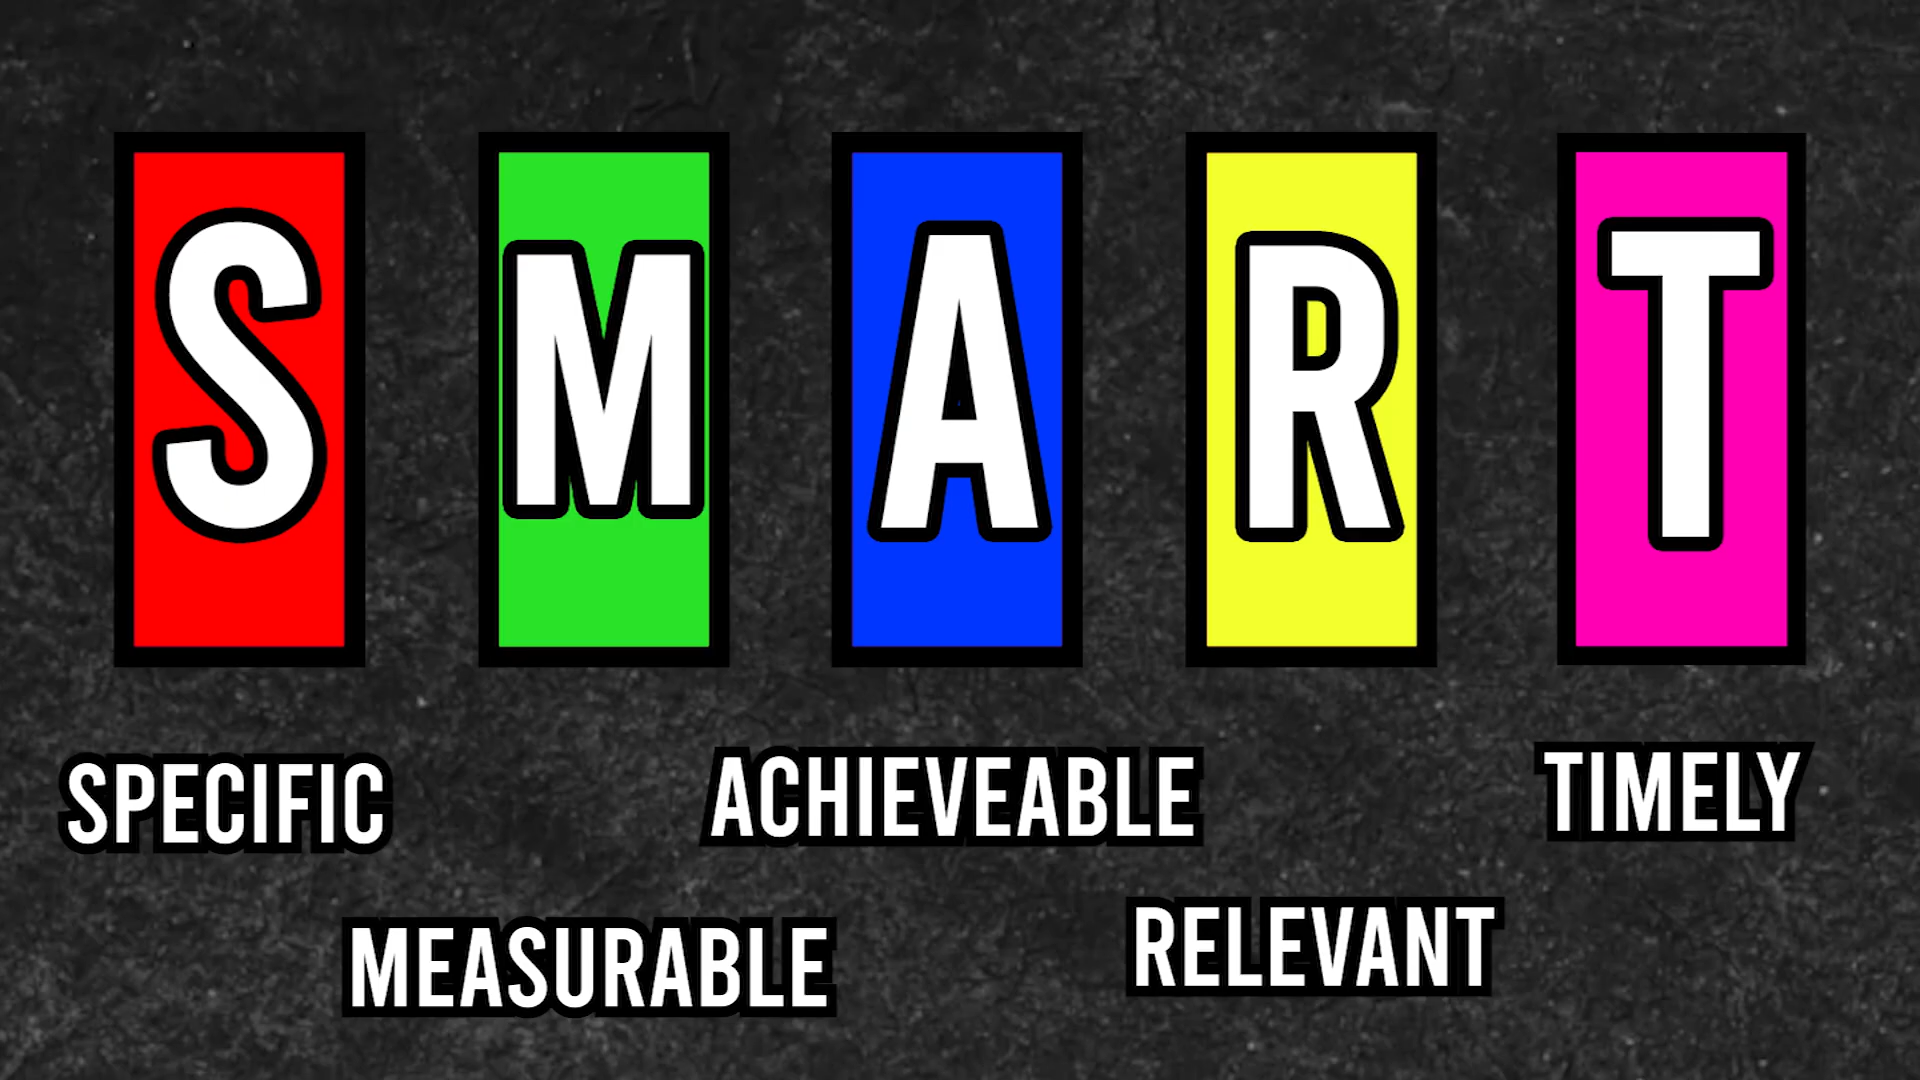 S M A R T
SPECIFIC
MEASURABLE
ACHIEVEABLE
RELEVANT
TIMELY